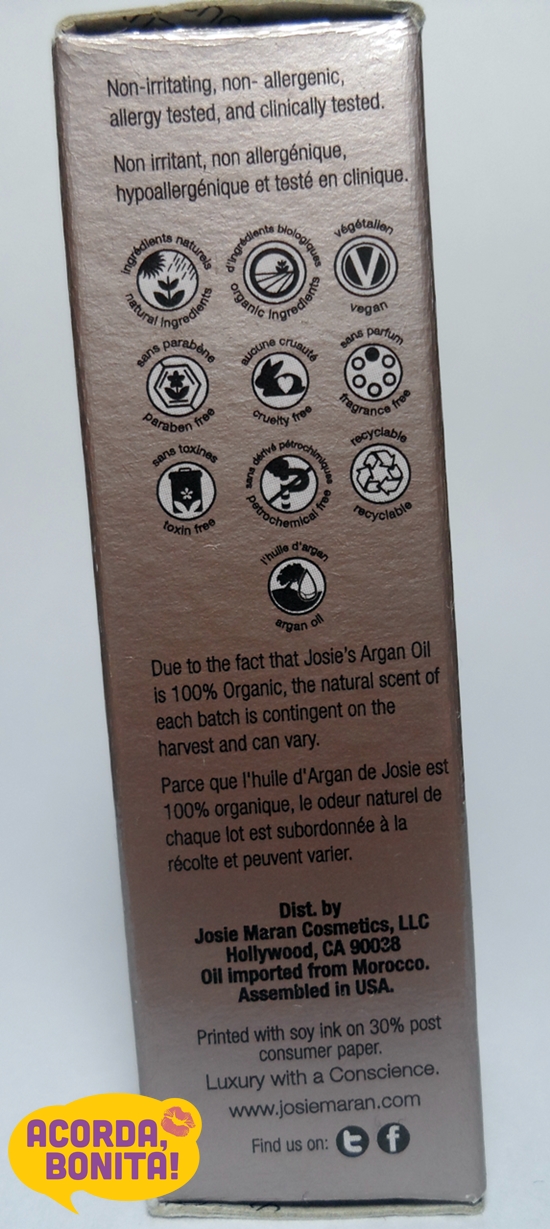 Non-irritating, non- allergenic,
allergy tested, and clinically tested.
Non irritant, non allergénique,
hypoallergénique et testé en clinique.
ingrédients naturels
natural ingredients
d'ingrédients biologiques
organic ingredients
végétalien
V
vegan
sans parabène
paraben free
aucune cruauté
cruelty free
sans parfum
fragrance free
sans toxines
toxin free
sans dérivé pétrochimiques
petrochemical free
recyclable
recyclable
l'huile d'argan
argan oil
Due to the fact that Josie's Argan Oil
is 100% Organic, the natural scent of
each batch is contingent on the
harvest and can vary.
Parce que l'huile d'Argan de Josie est
100% organique, le odeur naturel de
chaque lot est subordonnée à la
récolte et peuvent varier.
Dist. by
Josie Maran Cosmetics, LLC
Hollywood, CA 90038
Oil imported from Morocco.
Assembled in USA.
Printed with soy ink on 30% post
consumer paper.
Luxury with a Conscience.
www.josiemaran.com
Find us on: t f
ACORDA,
BONITA!